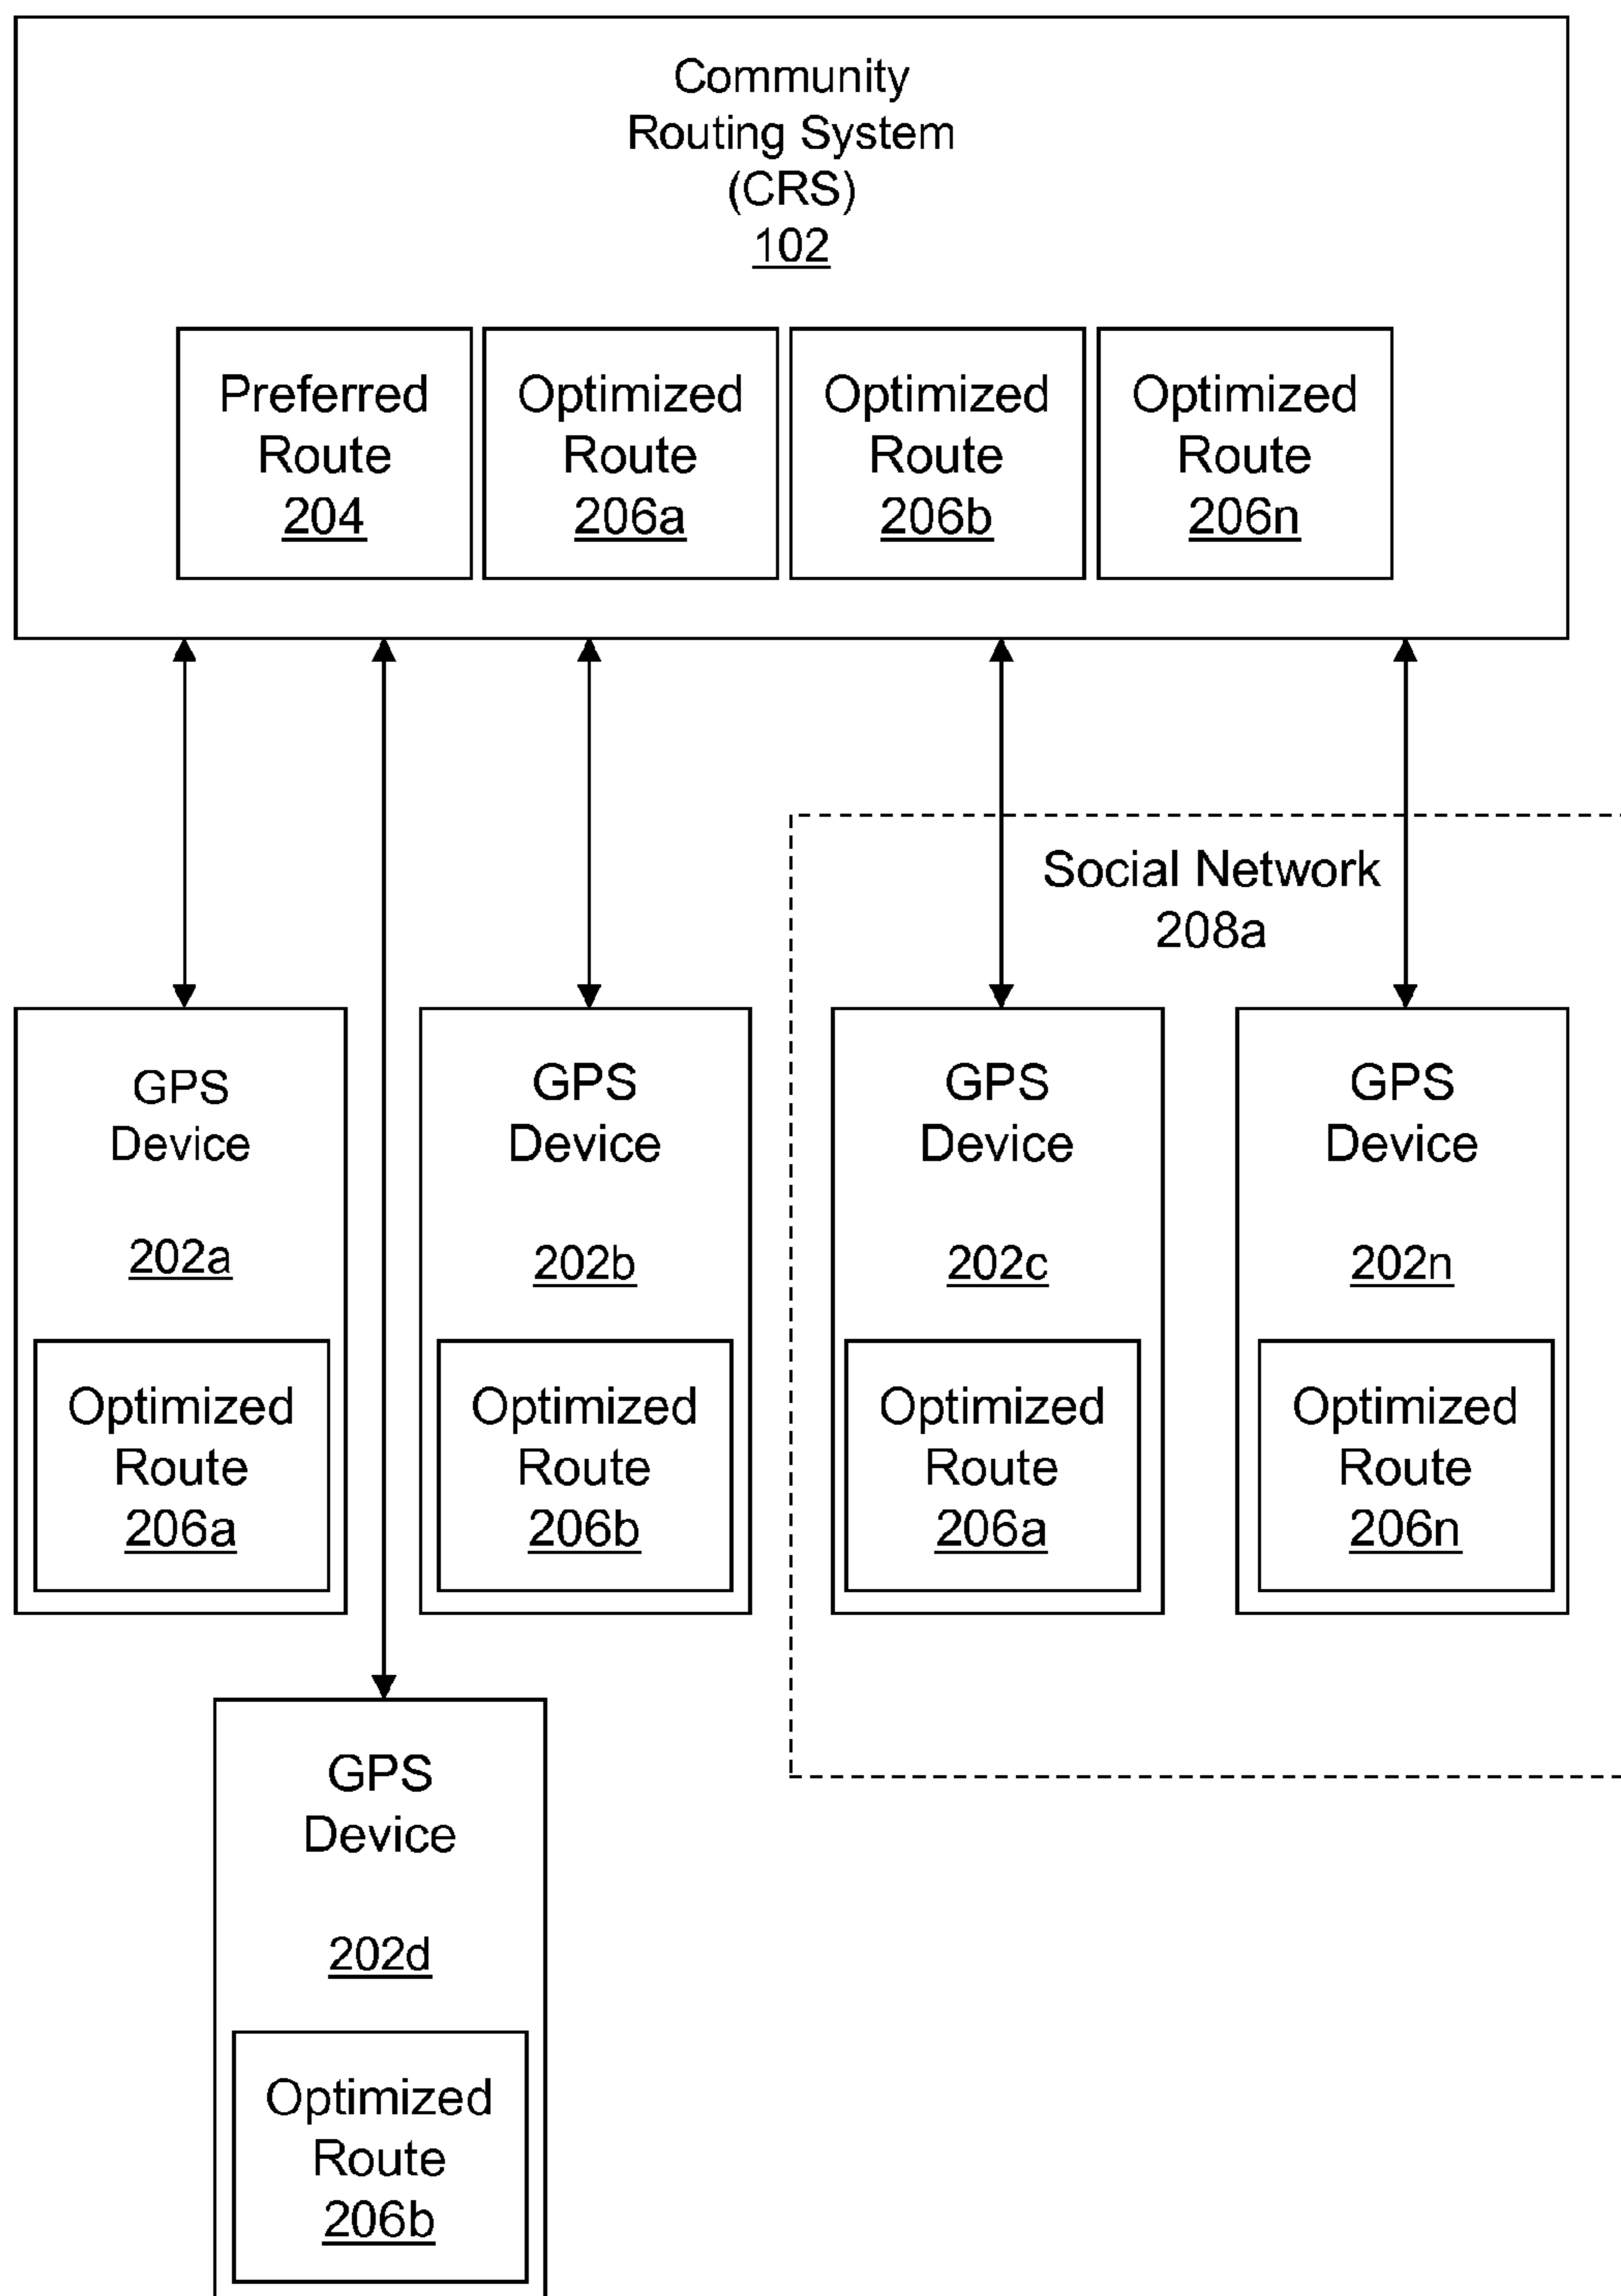 Community
Routing System
(CRS)
102
Preferred
Route
204
Optimized
Route
206a
Optimized
Route
206b
Optimized
Route
206n
Social Network
208a
GPS
Device
202a
Optimized
Route
206a
GPS
Device
202b
Optimized
Route
206b
GPS
Device
202c
Optimized
Route
206a
GPS
Device
202n
Optimized
Route
206n
GPS
Device
202d
Optimized
Route
206b